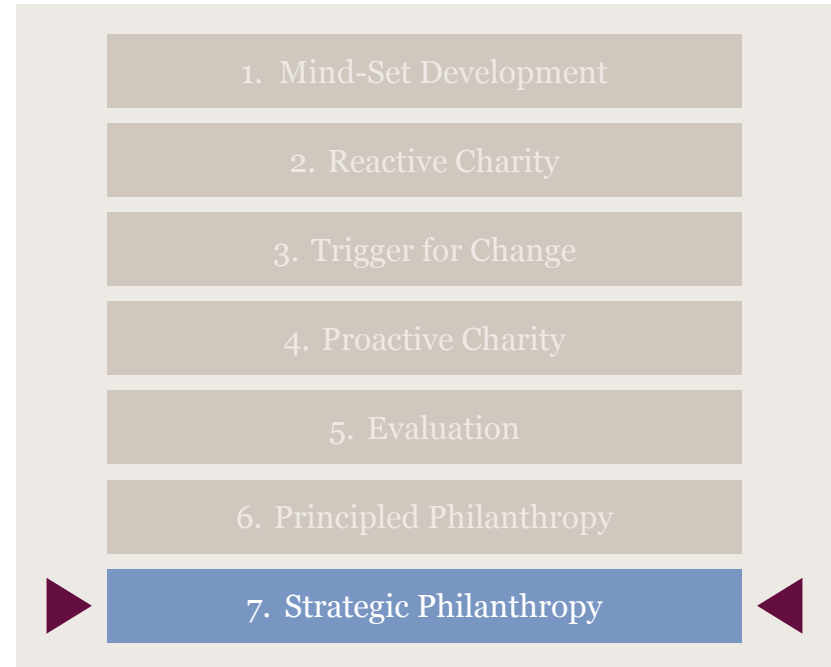 1. Mind-Set Development
2. Reactive Charity
3. Trigger for Change
4. Proactive Charity
5. Evaluation
6. Principled Philanthropy
7. Strategic Philanthropy